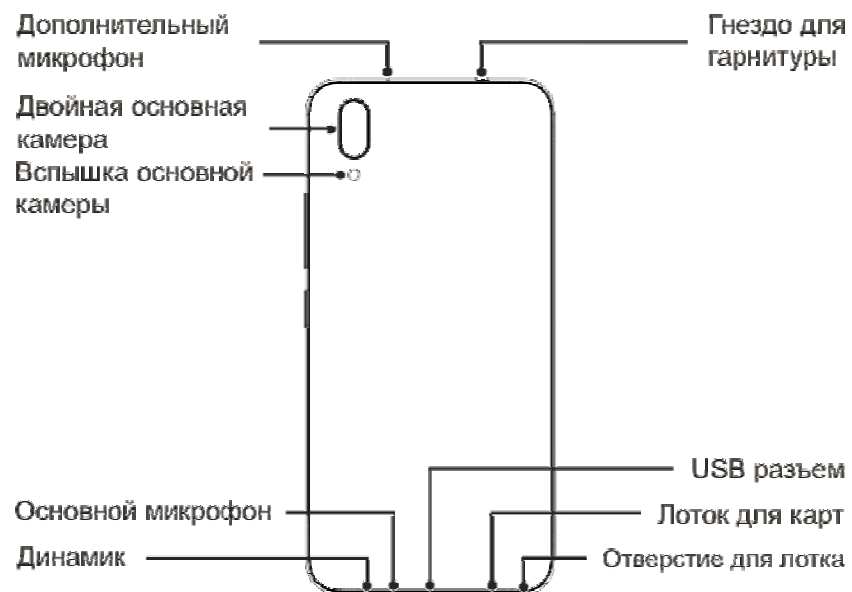 Дополнительный
микрофон
Гнездо для
гарнитуры
Двойная основная
камера
Вспышка основной
камеры
USB разъем
Основной микрофон
Лоток для карт
Динамик
Отверстие для лотка